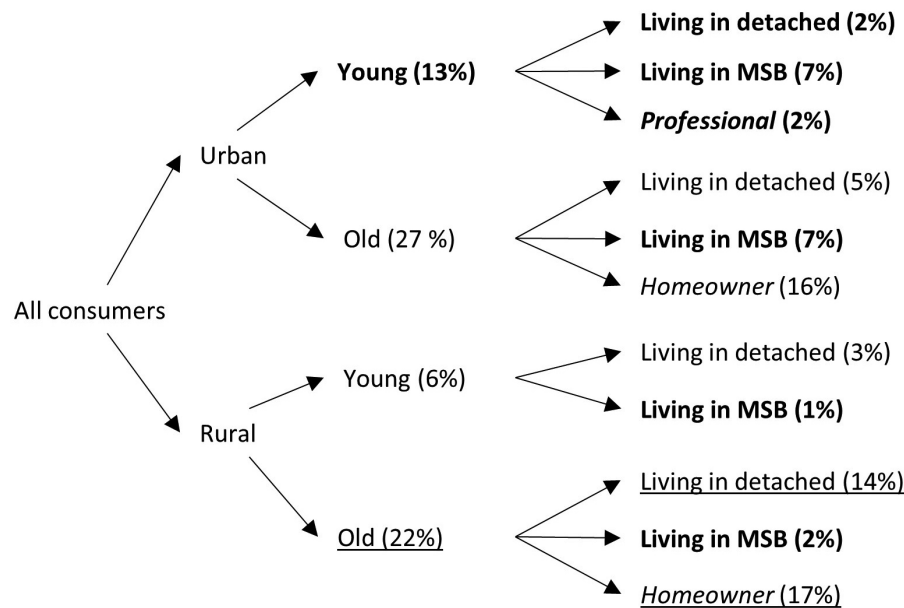 Living in detached (2%)
Young (13%)
Living in MSB (7%)
Professional (2%)
Urban
Living in detached (5%)
Old (27 %)
Living in MSB (7%)
Homeowner (16%)
All consumers
Living in detached (3%)
Young (6%)
Living in MSB (1%)
Rural
Living in detached (14%)
Old (22%)
Living in MSB (2%)
Homeowner (17%)